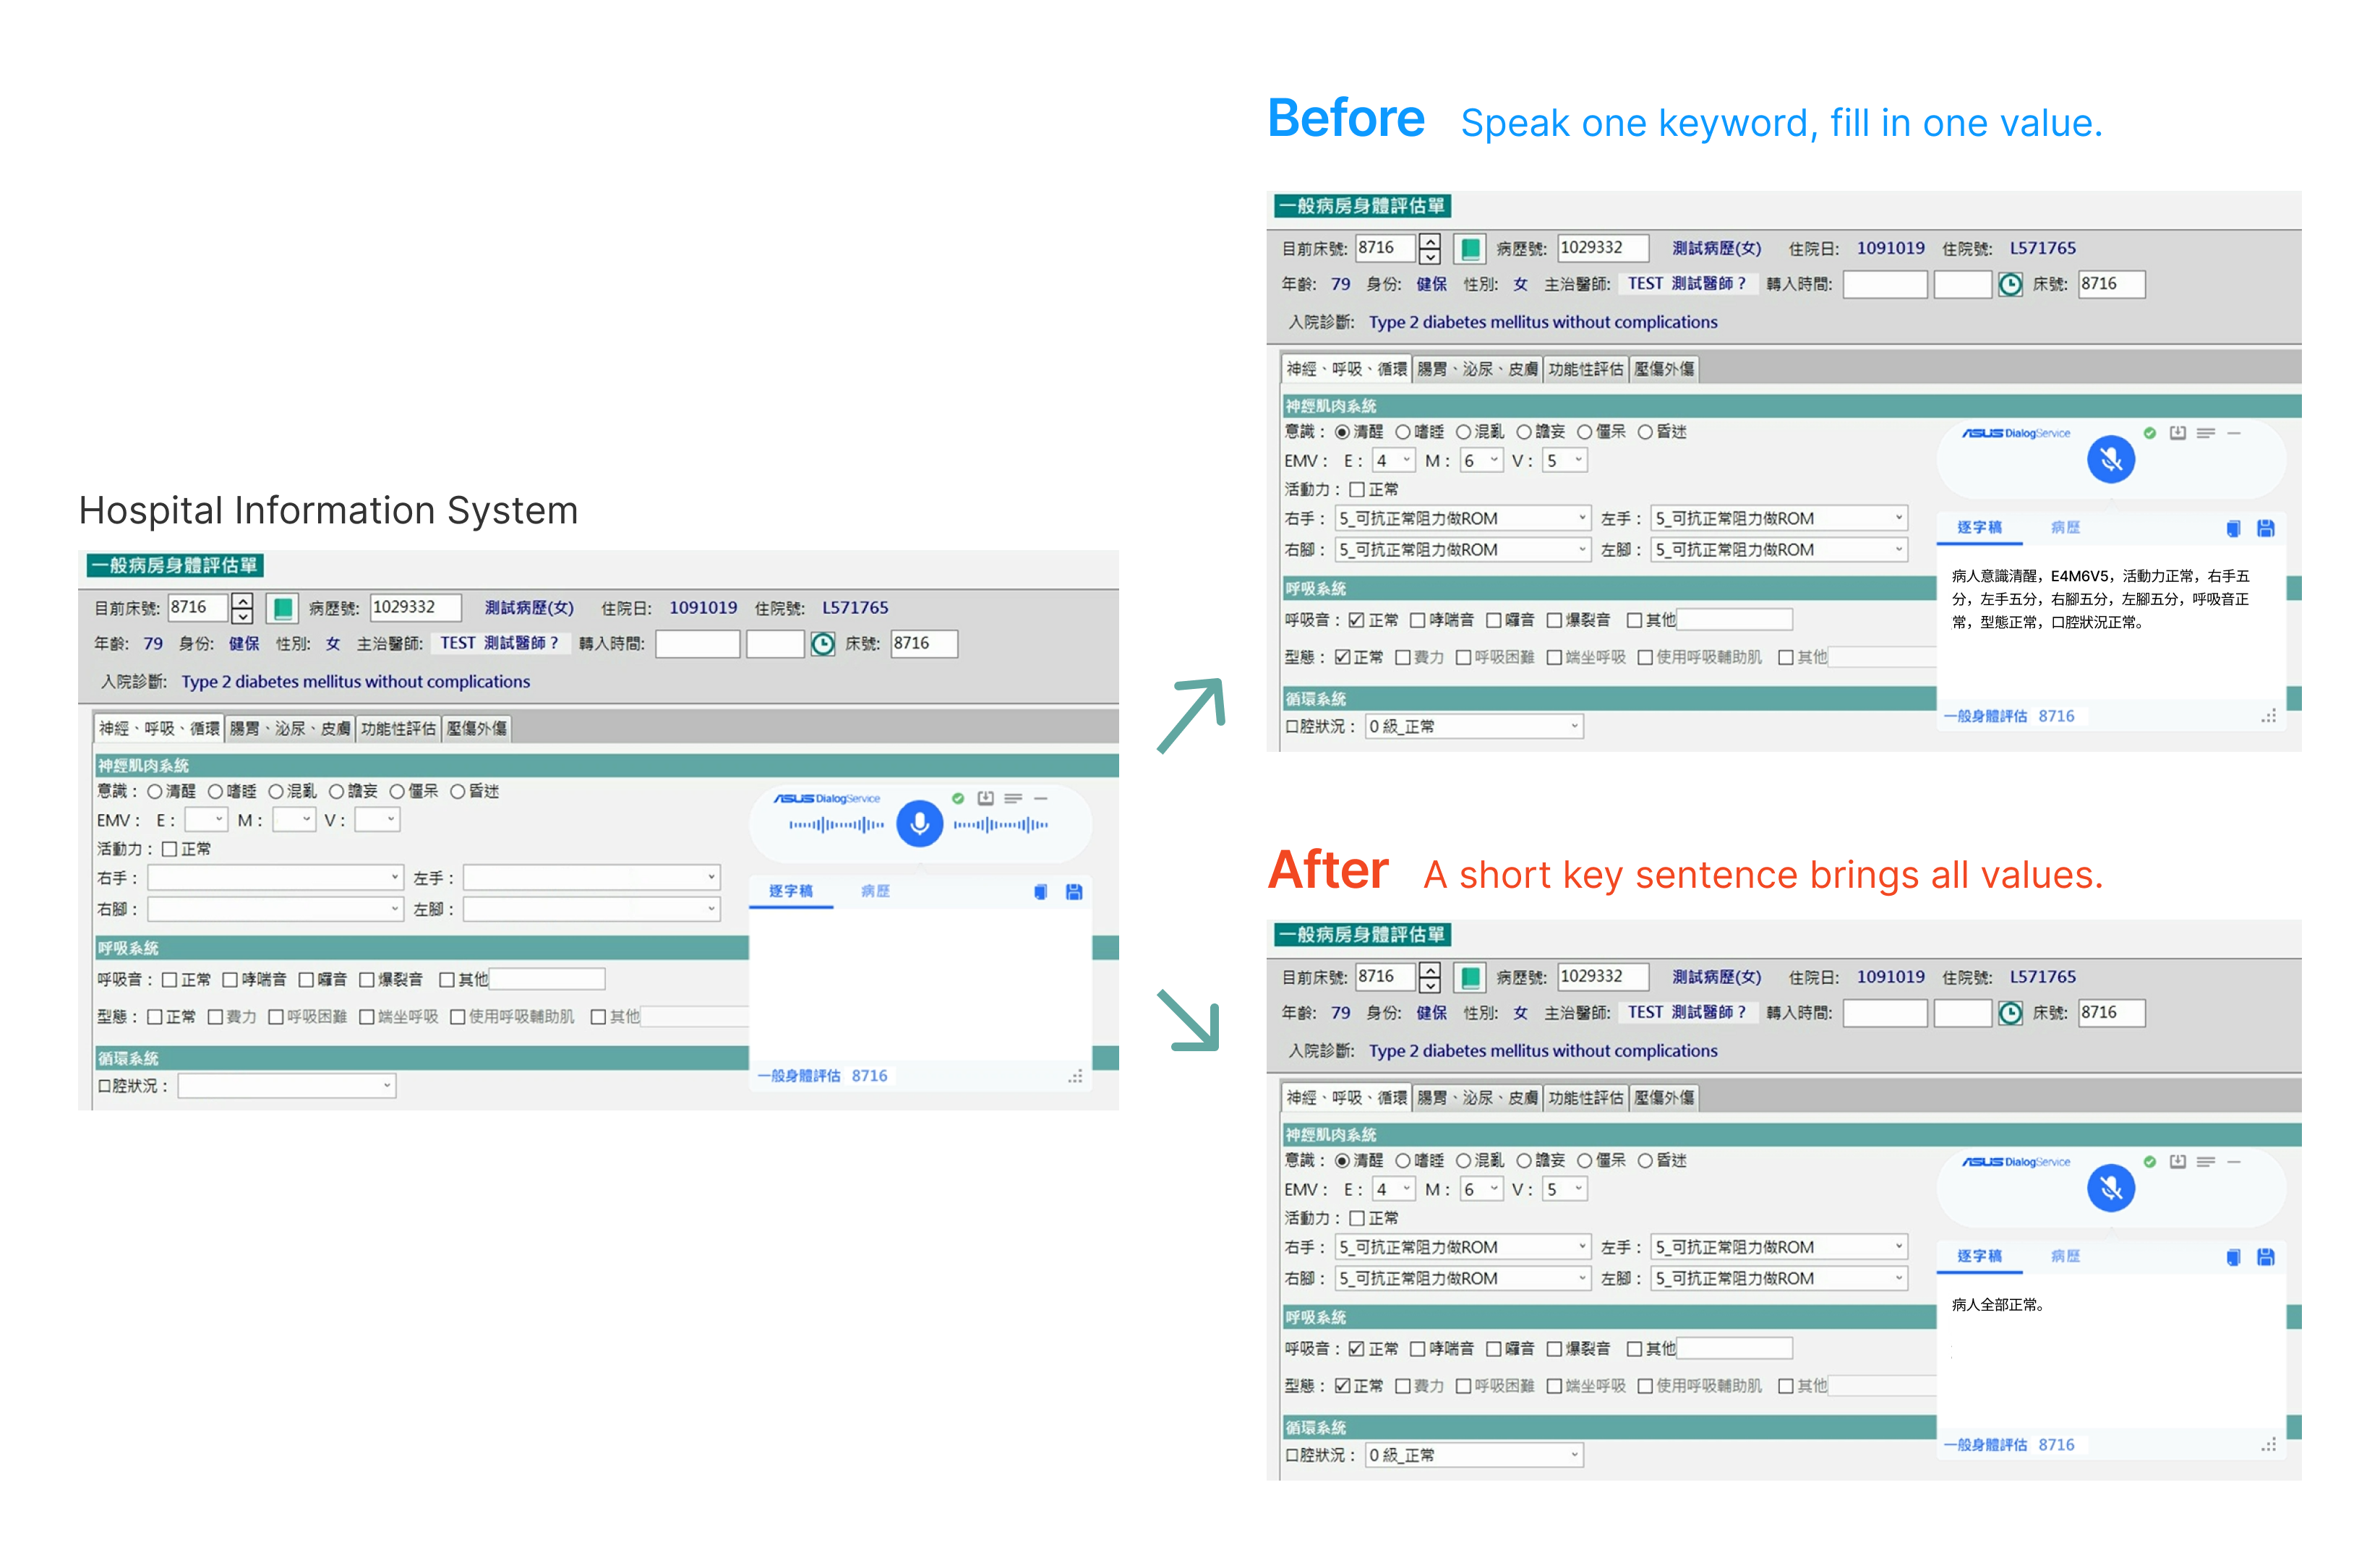 Hospital Information System
一般病房身體評估單
目前床號: 8716 病歷號: 1029332 測試病歷(女) 住院日: 1091019 住院號: L571765
年齡: 79 身份: 健保 性別: 女 主治醫師: TEST 測試醫師 ? 轉入時間: 床號: 8716
入院診斷: Type 2 diabetes mellitus without complications
神經、呼吸、循環 腸胃、泌尿、皮膚 功能性評估 壓傷外傷
神經肌肉系統
意識: 清醒 嗜睡 混亂 譫妄 僵呆 昏迷
EMV: E: M: V:
活動力: 正常
右手: 左手:
右腳: 左腳:
呼吸系統
呼吸音: 正常 哮喘音 囉音 爆裂音 其他
型態: 正常 費力 呼吸困難 端坐呼吸 使用呼吸輔助肌 其他
循環系統
口腔狀況:
ASUS DialogService
逐字稿 病歷
一般身體評估 8716
Before Speak one keyword, fill in one value.
一般病房身體評估單
目前床號: 8716 病歷號: 1029332 測試病歷(女) 住院日: 1091019 住院號: L571765
年齡: 79 身份: 健保 性別: 女 主治醫師: TEST 測試醫師 ? 轉入時間: 床號: 8716
入院診斷: Type 2 diabetes mellitus without complications
神經、呼吸、循環 腸胃、泌尿、皮膚 功能性評估 壓傷外傷
神經肌肉系統
意識: 清醒 嗜睡 混亂 譫妄 僵呆 昏迷
EMV: E: 4 M: 6 V: 5
活動力: 正常
右手: 5_可抗正常阻力做ROM 左手: 5_可抗正常阻力做ROM
右腳: 5_可抗正常阻力做ROM 左腳: 5_可抗正常阻力做ROM
呼吸系統
呼吸音: 正常 哮喘音 囉音 爆裂音 其他
型態: 正常 費力 呼吸困難 端坐呼吸 使用呼吸輔助肌 其他
循環系統
口腔狀況: 0 級_正常
ASUS DialogService
逐字稿 病歷
病人意識清醒，E4M6V5，活動力正常，右手五
分，左手五分，右腳五分，左腳五分，呼吸音正
常，型態正常，口腔狀況正常。
一般身體評估 8716
After A short key sentence brings all values.
一般病房身體評估單
目前床號: 8716 病歷號: 1029332 測試病歷(女) 住院日: 1091019 住院號: L571765
年齡: 79 身份: 健保 性別: 女 主治醫師: TEST 測試醫師 ? 轉入時間: 床號: 8716
入院診斷: Type 2 diabetes mellitus without complications
神經、呼吸、循環 腸胃、泌尿、皮膚 功能性評估 壓傷外傷
神經肌肉系統
意識: 清醒 嗜睡 混亂 譫妄 僵呆 昏迷
EMV: E: 4 M: 6 V: 5
活動力: 正常
右手: 5_可抗正常阻力做ROM 左手: 5_可抗正常阻力做ROM
右腳: 5_可抗正常阻力做ROM 左腳: 5_可抗正常阻力做ROM
呼吸系統
呼吸音: 正常 哮喘音 囉音 爆裂音 其他
型態: 正常 費力 呼吸困難 端坐呼吸 使用呼吸輔助肌 其他
循環系統
口腔狀況: 0 級_正常
ASUS DialogService
逐字稿 病歷
病人全部正常。
一般身體評估 8716